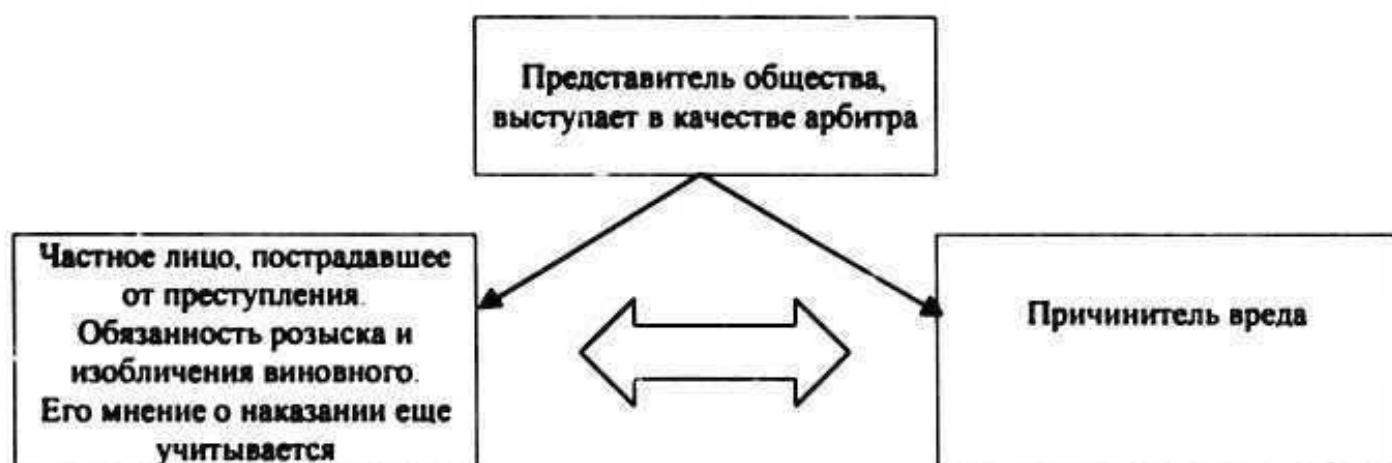 Представитель общества,
выступает в качестве арбитра
Частное лицо, пострадавшее
от преступления.
Обязанность розыска и
изобличения виновного.
Его мнение о наказании еще
учитывается
Причинитель вреда